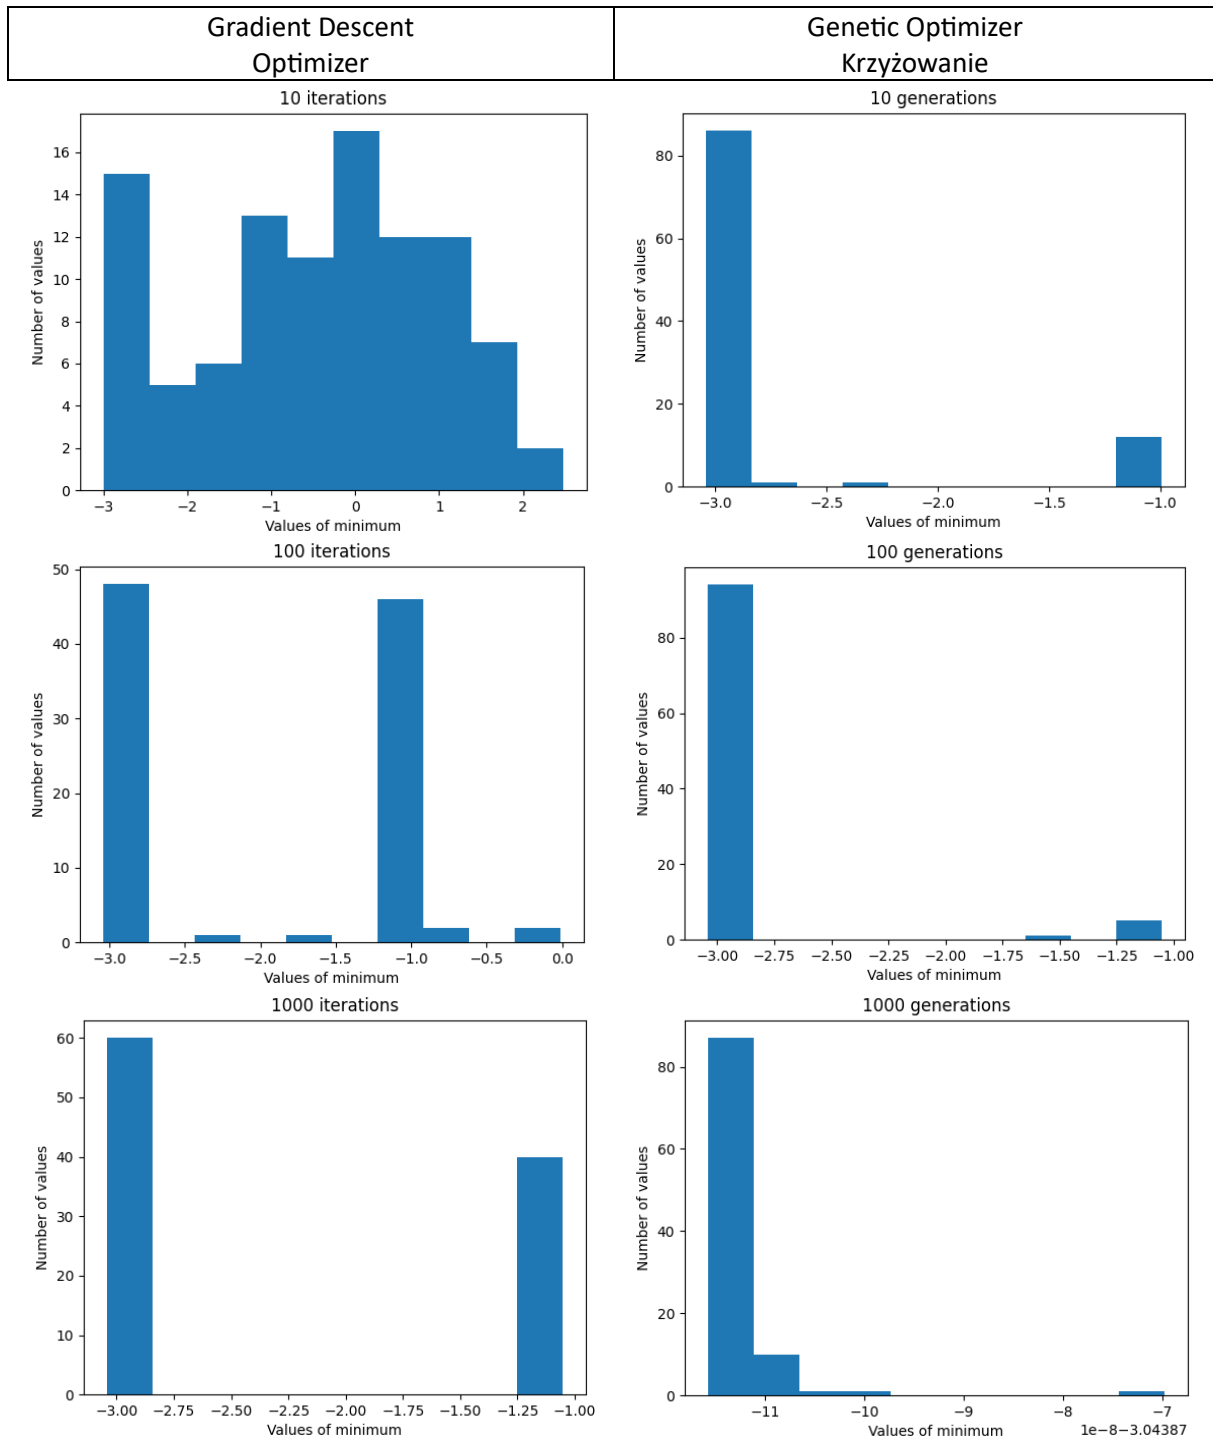 Gradient Descent
Optimizer
Genetic Optimizer
Krzyżowanie
10 iterations
16
14
12
10
8
6
4
2
0
Number of values
−3 −2 −1 0 1 2
Values of minimum
10 generations
80
60
40
20
0
Number of values
−3.0 −2.5 −2.0 −1.5 −1.0
Values of minimum
100 iterations
50
40
30
20
10
0
Number of values
−3.0 −2.5 −2.0 −1.5 −1.0 −0.5 0.0
Values of minimum
100 generations
80
60
40
20
0
Number of values
−3.00 −2.75 −2.50 −2.25 −2.00 −1.75 −1.50 −1.25 −1.00
Values of minimum
1000 iterations
60
50
40
30
20
10
0
Number of values
−3.00 −2.75 −2.50 −2.25 −2.00 −1.75 −1.50 −1.25 −1.00
Values of minimum
1000 generations
80
60
40
20
0
Number of values
−11 −10 −9 −8 −7
Values of minimum
1e−8−3.04387